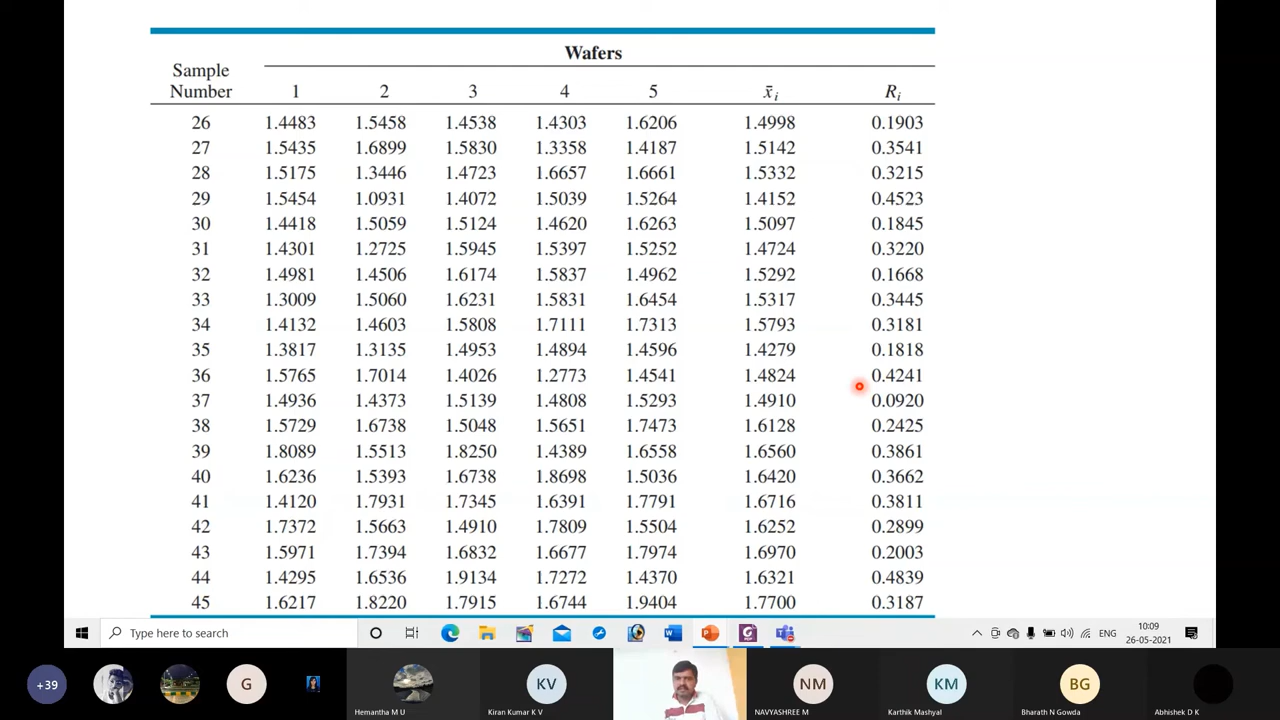 Wafers
Sample
Number 1 2 3 4 5 x̄i Ri
26 1.4483 1.5458 1.4538 1.4303 1.6206 1.4998 0.1903
27 1.5435 1.6899 1.5830 1.3358 1.4187 1.5142 0.3541
28 1.5175 1.3446 1.4723 1.6657 1.6661 1.5332 0.3215
29 1.5454 1.0931 1.4072 1.5039 1.5264 1.4152 0.4523
30 1.4418 1.5059 1.5124 1.4620 1.6263 1.5097 0.1845
31 1.4301 1.2725 1.5945 1.5397 1.5252 1.4724 0.3220
32 1.4981 1.4506 1.6174 1.5837 1.4962 1.5292 0.1668
33 1.3009 1.5060 1.6231 1.5831 1.6454 1.5317 0.3445
34 1.4132 1.4603 1.5808 1.7111 1.7313 1.5793 0.3181
35 1.3817 1.3135 1.4953 1.4894 1.4596 1.4279 0.1818
36 1.5765 1.7014 1.4026 1.2773 1.4541 1.4824 0.4241
37 1.4936 1.4373 1.5139 1.4808 1.5293 1.4910 0.0920
38 1.5729 1.6738 1.5048 1.5651 1.7473 1.6128 0.2425
39 1.8089 1.5513 1.8250 1.4389 1.6558 1.6560 0.3861
40 1.6236 1.5393 1.6738 1.8698 1.5036 1.6420 0.3662
41 1.4120 1.7931 1.7345 1.6391 1.7791 1.6716 0.3811
42 1.7372 1.5663 1.4910 1.7809 1.5504 1.6252 0.2899
43 1.5971 1.7394 1.6832 1.6677 1.7974 1.6970 0.2003
44 1.4295 1.6536 1.9134 1.7272 1.4370 1.6321 0.4839
45 1.6217 1.8220 1.7915 1.6744 1.9404 1.7700 0.3187
Type here to search
ENG
10:09
26-05-2021
+39
G
KV
NM
KM
BG
Hemantha M U
Kiran Kumar K V
NAVYASHREE M
Karthik Mashyal
Bharath N Gowda
Abhishek D K